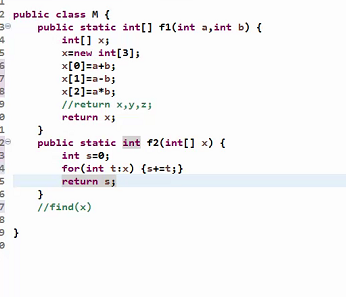 1
2 public class M {
3 public static int[] f1(int a,int b) {
4 int[] x;
5 x=new int[3];
6 x[0]=a+b;
7 x[1]=a-b;
8 x[2]=a*b;
9 //return x,y,z;
0 return x;
1 }
2 public static int f2(int[] x) {
3 int s=0;
4 for(int t:x) {s+=t;}
5 return s;
6 }
7 //find(x)
8
9 }
0